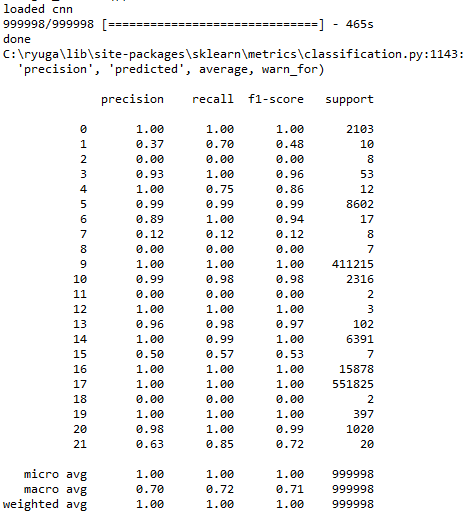 loaded cnn
999998/999998 [==============================] - 465s
done
C:\ryuga\lib\site-packages\sklearn\metrics\classification.py:1143:
  'precision', 'predicted', average, warn_for)
              precision    recall  f1-score   support
           0       1.00      1.00      1.00      2103
           1       0.37      0.70      0.48        10
           2       0.00      0.00      0.00         8
           3       0.93      1.00      0.96        53
           4       1.00      0.75      0.86        12
           5       0.99      0.99      0.99      8602
           6       0.89      1.00      0.94        17
           7       0.12      0.12      0.12         8
           8       0.00      0.00      0.00         7
           9       1.00      1.00      1.00    411215
          10       0.99      0.98      0.98      2316
          11       0.00      0.00      0.00         2
          12       1.00      1.00      1.00         3
          13       0.96      0.98      0.97       102
          14       1.00      0.99      1.00      6391
          15       0.50      0.57      0.53         7
          16       1.00      1.00      1.00     15878
          17       1.00      1.00      1.00    551825
          18       0.00      0.00      0.00         2
          19       1.00      1.00      1.00       397
          20       0.98      1.00      0.99      1020
          21       0.63      0.85      0.72        20
   micro avg       1.00      1.00      1.00    999998
   macro avg       0.70      0.72      0.71    999998
weighted avg       1.00      1.00      1.00    999998